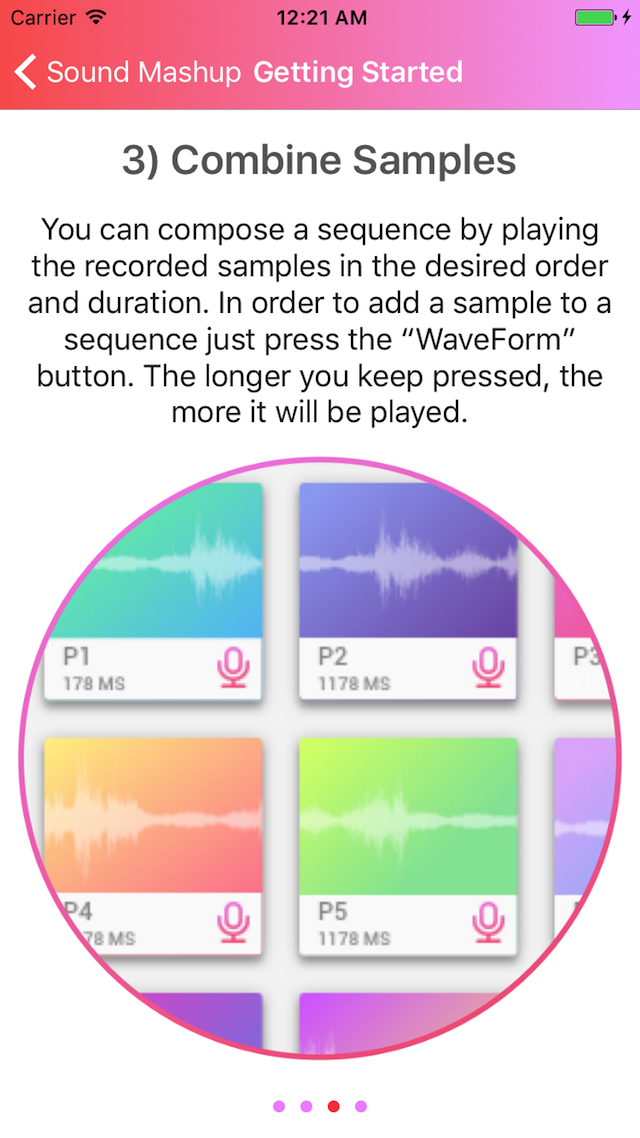 Carrier 12:21 AM
Sound Mashup Getting Started
3) Combine Samples
You can compose a sequence by playing
the recorded samples in the desired order
and duration. In order to add a sample to a
sequence just press the “WaveForm”
button. The longer you keep pressed, the
more it will be played.
P1 P2 P3
178 MS 1178 MS
P4 P5
78 MS 1178 MS